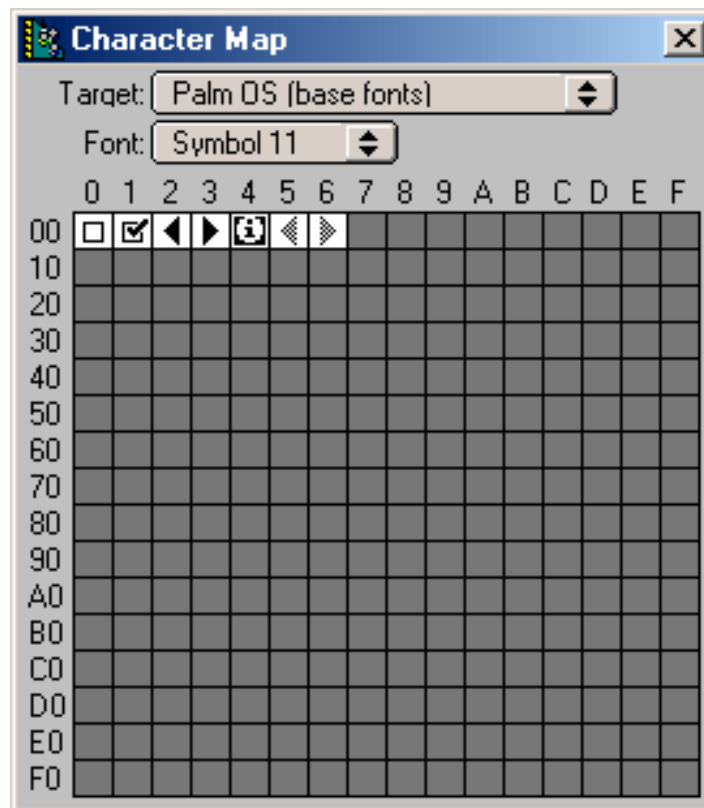 Character Map
Target: Palm OS (base fonts)
Font: Symbol 11
0 1 2 3 4 5 6 7 8 9 A B C D E F
00
10
20
30
40
50
60
70
80
90
A0
B0
C0
D0
E0
F0